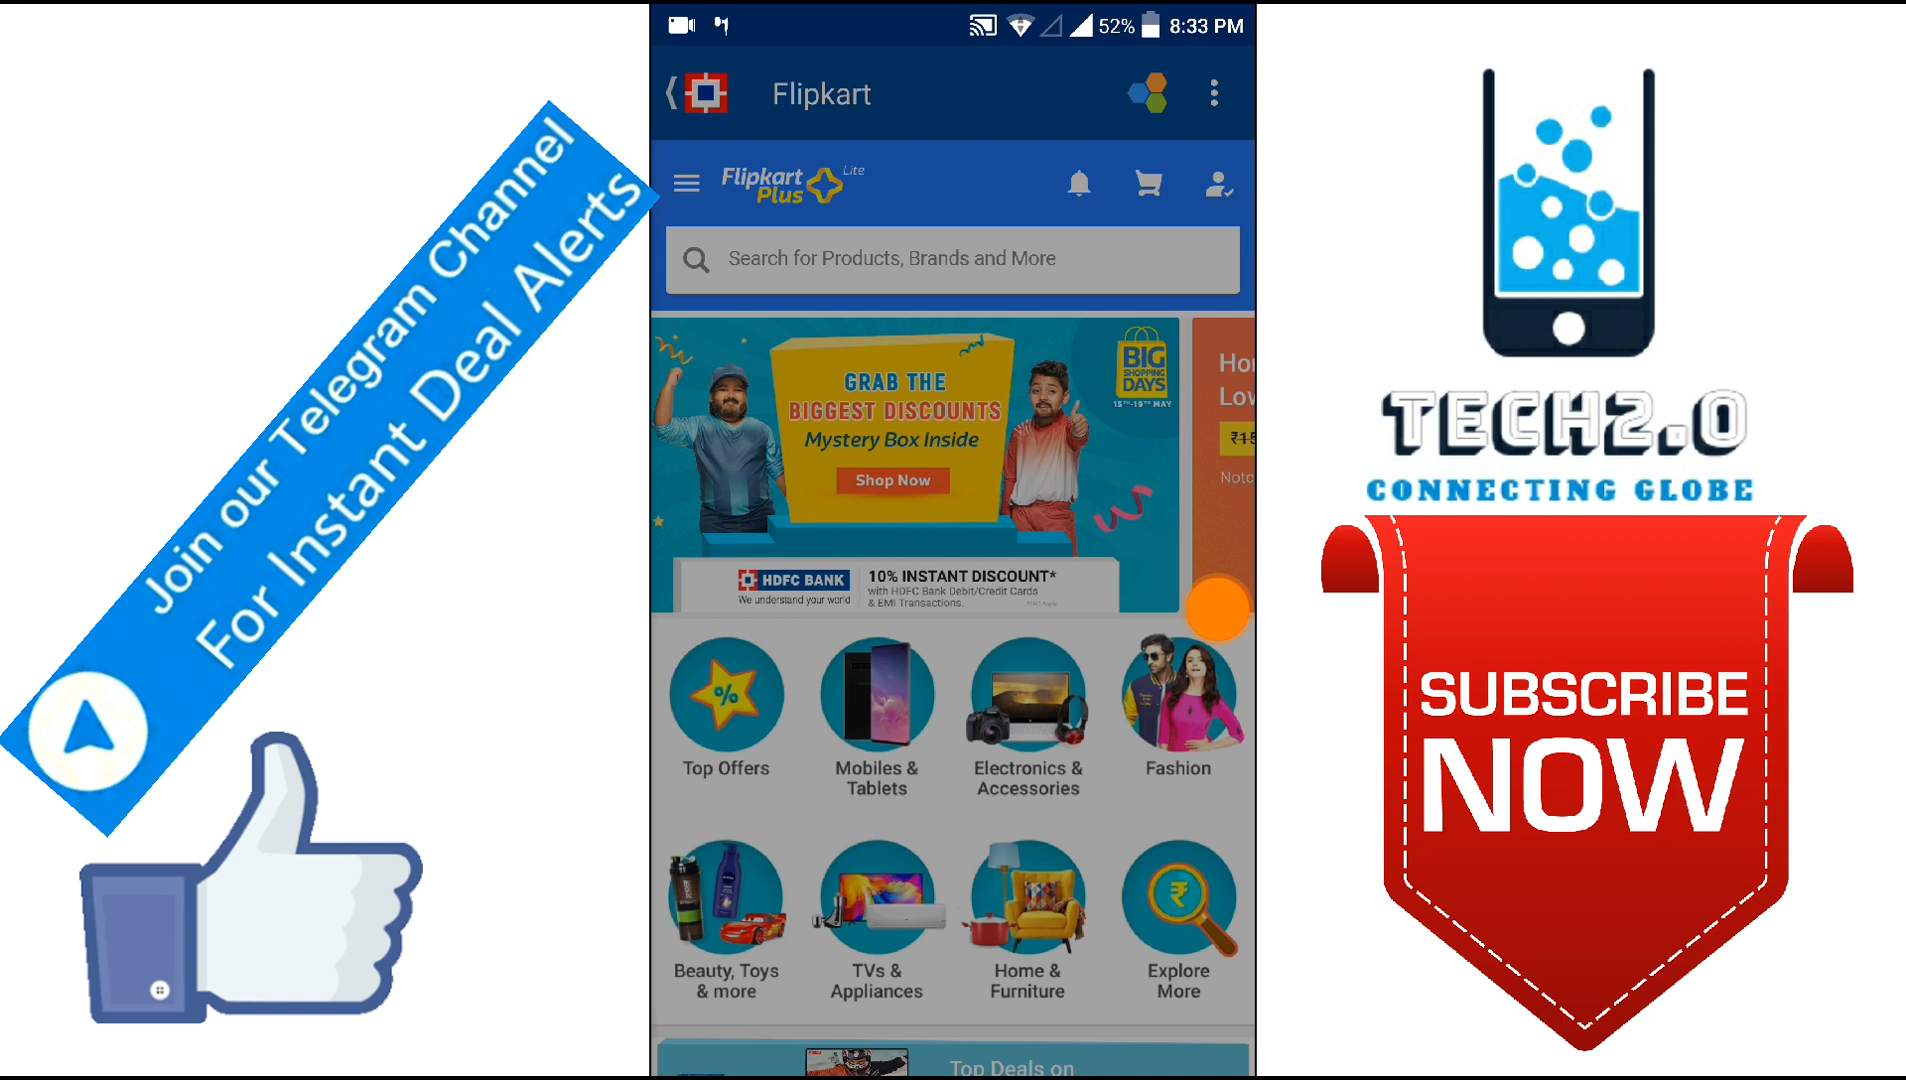 Join our Telegram Channel
For Instant Deal Alerts
52% 8:33 PM
Flipkart
Flipkart Lite
Plus
Search for Products, Brands and More
GRAB THE
BIGGEST DISCOUNTS
Mystery Box Inside
Shop Now
BIG
SHOPPING
DAYS
15TH-19TH MAY
HDFC BANK
We understand your world
10% INSTANT DISCOUNT*
with HDFC Bank Debit/Credit Cards
& EMI Transactions.
Top Offers
Mobiles &
Tablets
Electronics &
Accessories
Fashion
Beauty, Toys
& more
TVs &
Appliances
Home &
Furniture
Explore
More
Top Deals on
TECH2.0
CONNECTING GLOBE
SUBSCRIBE
NOW